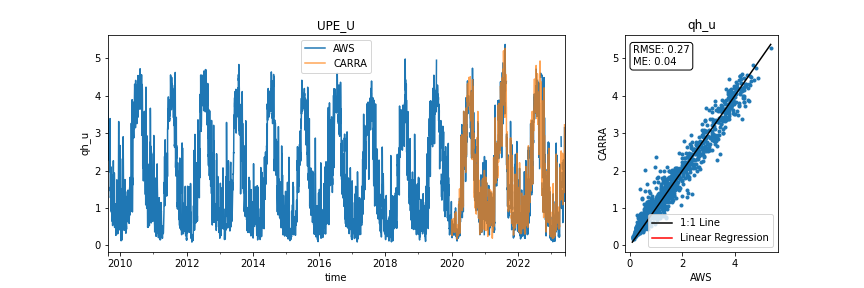 UPE_U
qh_u
AWS
CARRA
qh_u
5
4
3
2
1
0
2010
2012
2014
2016
2018
2020
2022
time
qh_u
RMSE: 0.27
ME: 0.04
CARRA
5
4
3
2
1
0
1:1 Line
Linear Regression
0
2
4
AWS